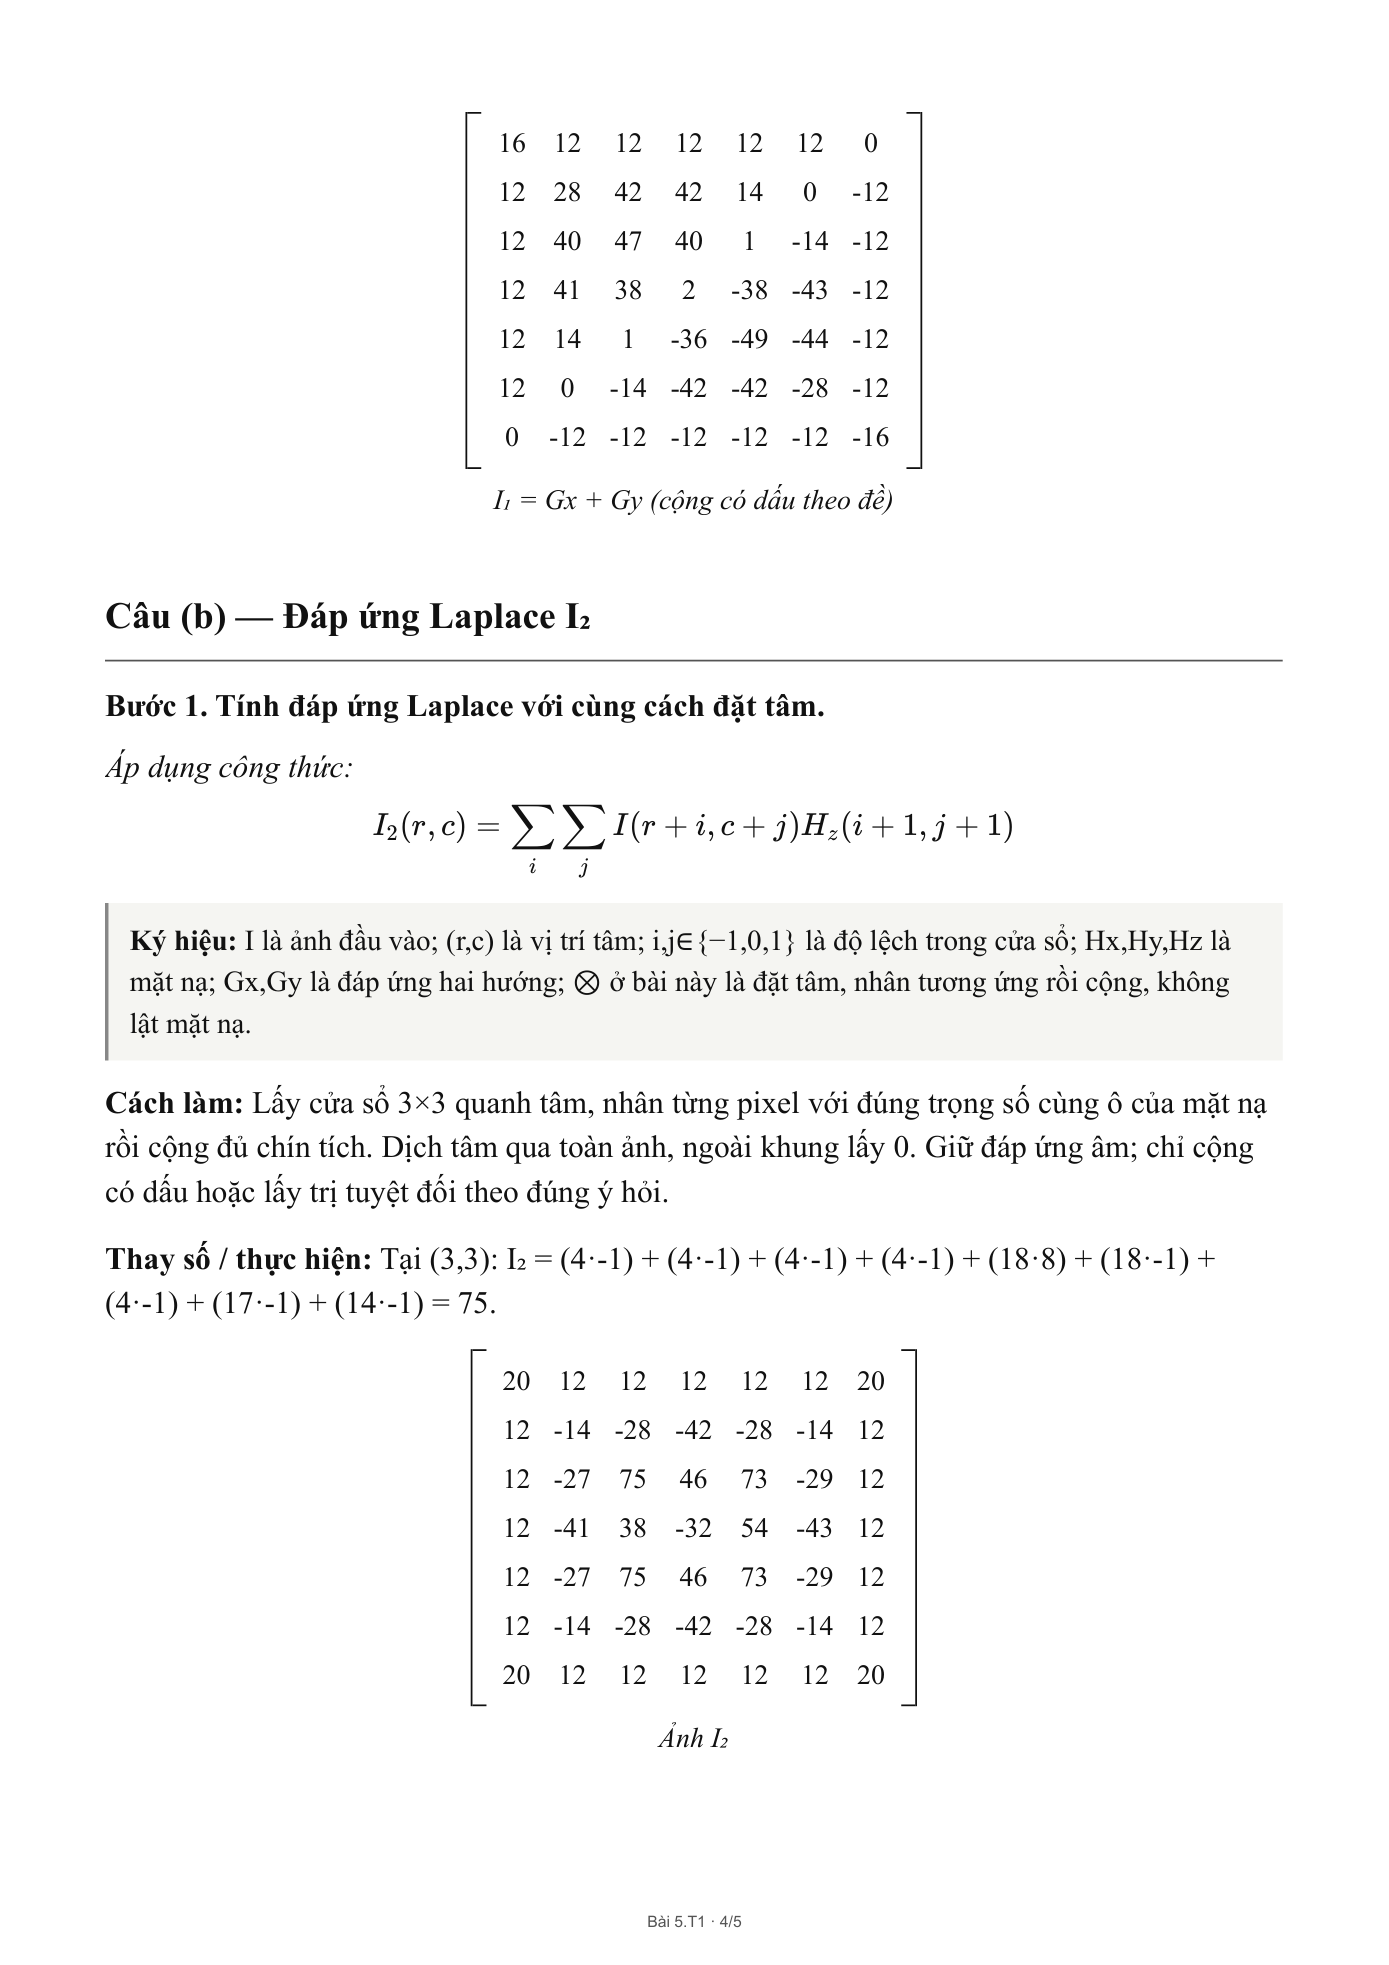 16 12 12 12 12 12 0
12 28 42 42 14 0 -12
12 40 47 40 1 -14 -12
12 41 38 2 -38 -43 -12
12 14 1 -36 -49 -44 -12
12 0 -14 -42 -42 -28 -12
0 -12 -12 -12 -12 -12 -16
I₁ = Gx + Gy (cộng có dấu theo đề)
Câu (b) — Đáp ứng Laplace I₂
Bước 1. Tính đáp ứng Laplace với cùng cách đặt tâm.
Áp dụng công thức:
I₂(r, c) = ∑ᵢ ∑ⱼ I(r + i, c + j)H_z(i + 1, j + 1)
Ký hiệu: I là ảnh đầu vào; (r,c) là vị trí tâm; i,j∈{−1,0,1} là độ lệch trong cửa sổ; Hx,Hy,Hz là
mặt nạ; Gx,Gy là đáp ứng hai hướng; ⊗ ở bài này là đặt tâm, nhân tương ứng rồi cộng, không
lật mặt nạ.
Cách làm: Lấy cửa sổ 3×3 quanh tâm, nhân từng pixel với đúng trọng số cùng ô của mặt nạ
rồi cộng đủ chín tích. Dịch tâm qua toàn ảnh, ngoài khung lấy 0. Giữ đáp ứng âm; chỉ cộng
có dấu hoặc lấy trị tuyệt đối theo đúng ý hỏi.
Thay số / thực hiện: Tại (3,3): I₂ = (4·-1) + (4·-1) + (4·-1) + (4·-1) + (18·8) + (18·-1) +
(4·-1) + (17·-1) + (14·-1) = 75.
20 12 12 12 12 12 20
12 -14 -28 -42 -28 -14 12
12 -27 75 46 73 -29 12
12 -41 38 -32 54 -43 12
12 -27 75 46 73 -29 12
12 -14 -28 -42 -28 -14 12
20 12 12 12 12 12 20
Ảnh I₂
Bài 5.T1 · 4/5